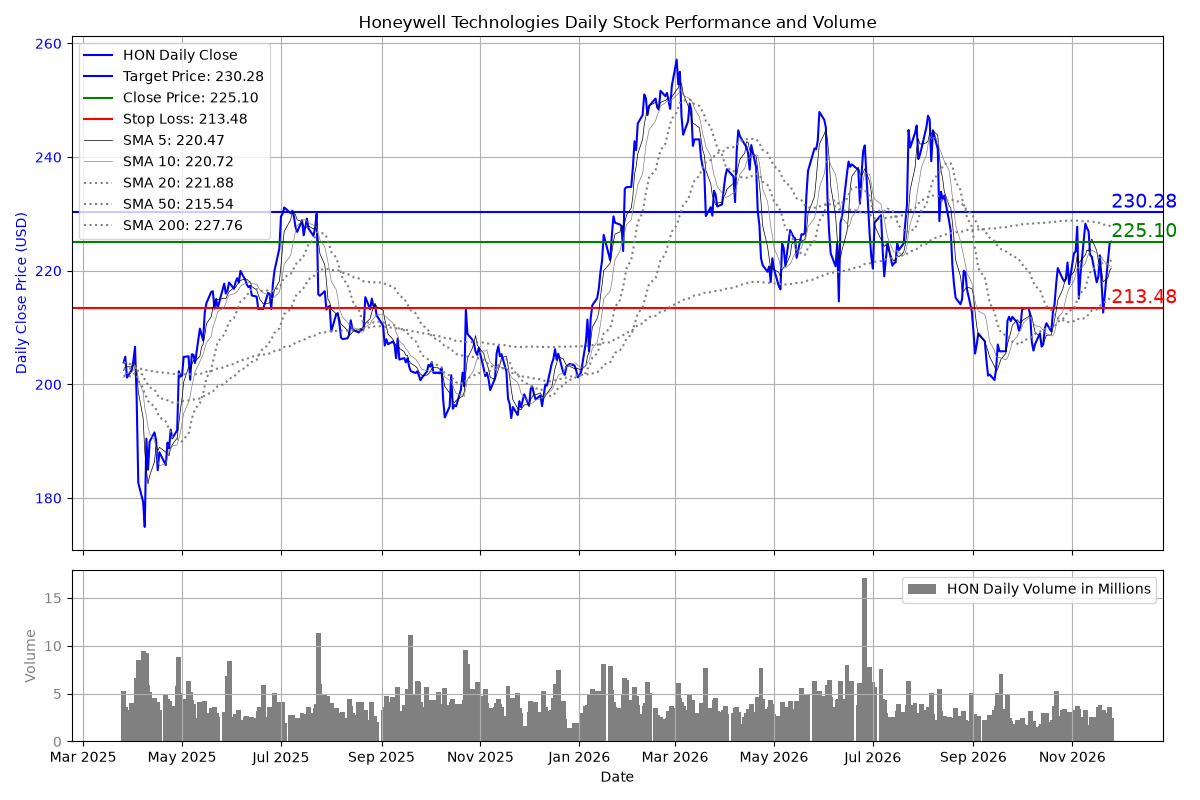 Honeywell Technologies Daily Stock Performance and Volume
HON Daily Close
Target Price: 230.28
Close Price: 225.10
Stop Loss: 213.48
SMA 5: 220.47
SMA 10: 220.72
SMA 20: 221.88
SMA 50: 215.54
SMA 200: 227.76
260
240
220
200
180
Daily Close Price (USD)
230.28
225.10
213.48
HON Daily Volume in Millions
15
10
5
0
Volume
Mar 2025 May 2025 Jul 2025 Sep 2025 Nov 2025 Jan 2026 Mar 2026 May 2026 Jul 2026 Sep 2026 Nov 2026
Date